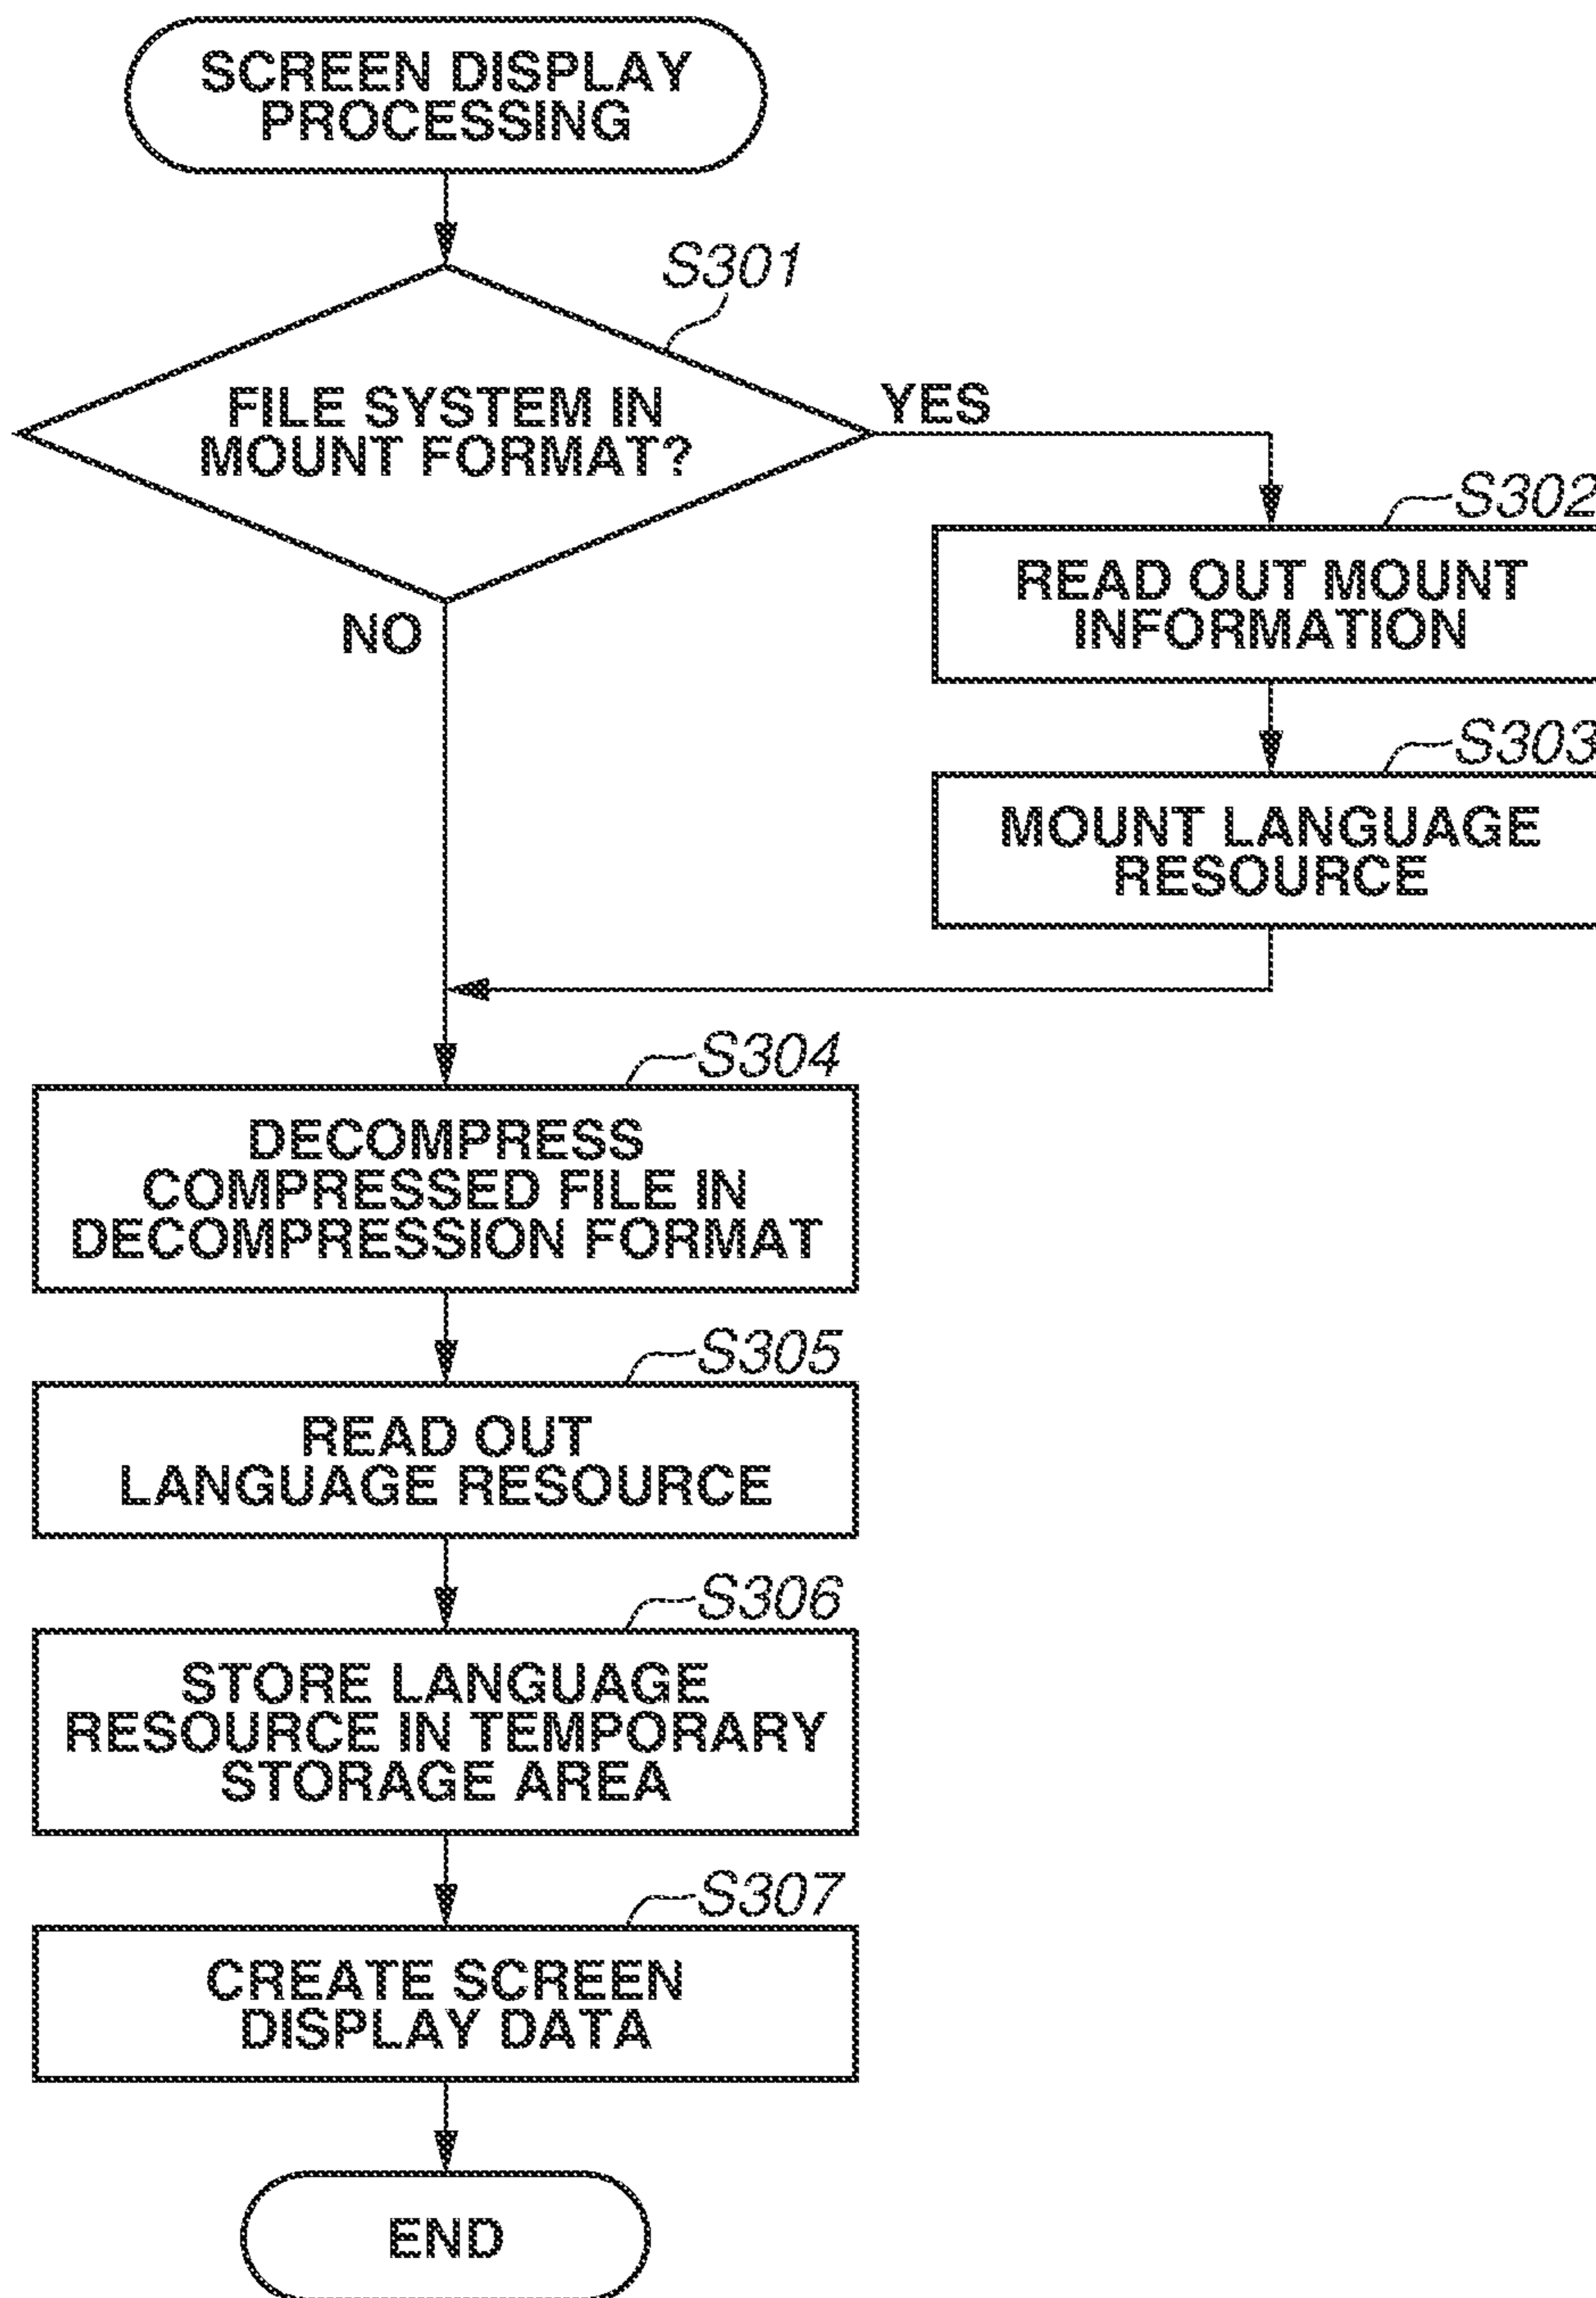 SCREEN DISPLAY
PROCESSING
S301
FILE SYSTEM IN
MOUNT FORMAT?
YES
NO
S302
READ OUT MOUNT
INFORMATION
S303
MOUNT LANGUAGE
RESOURCE
S304
DECOMPRESS
COMPRESSED FILE IN
DECOMPRESSION FORMAT
S305
READ OUT
LANGUAGE RESOURCE
S306
STORE LANGUAGE
RESOURCE IN TEMPORARY
STORAGE AREA
S307
CREATE SCREEN
DISPLAY DATA
END